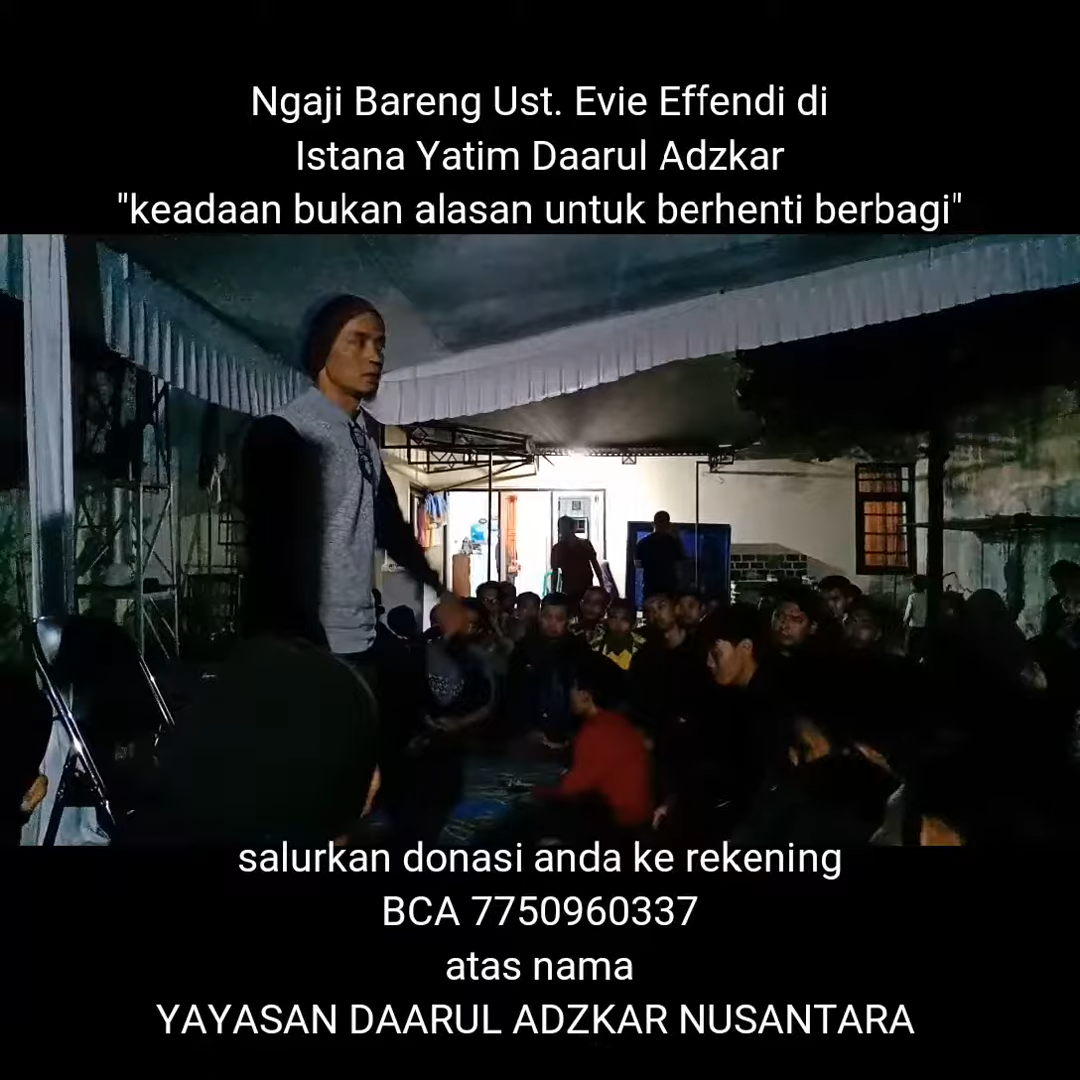 Ngaji Bareng Ust. Evie Effendi di
Istana Yatim Daarul Adzkar
"keadaan bukan alasan untuk berhenti berbagi"
salurkan donasi anda ke rekening
BCA 7750960337
atas nama
YAYASAN DAARUL ADZKAR NUSANTARA